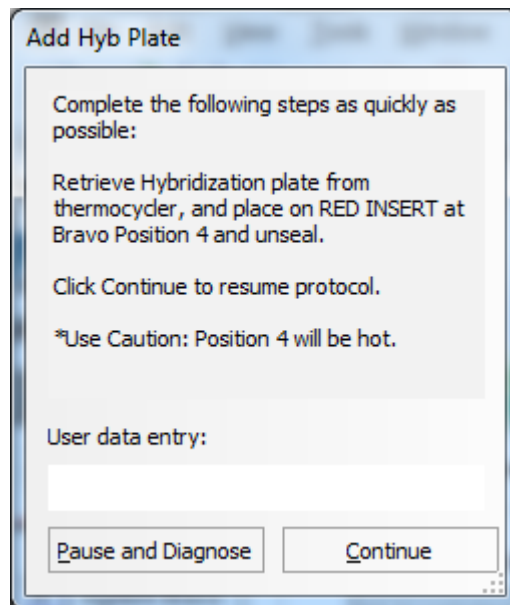 Add Hyb Plate
Complete the following steps as quickly as
possible:
Retrieve Hybridization plate from
thermocycler, and place on RED INSERT at
Bravo Position 4 and unseal.
Click Continue to resume protocol.
*Use Caution: Position 4 will be hot.
User data entry:
Pause and Diagnose
Continue